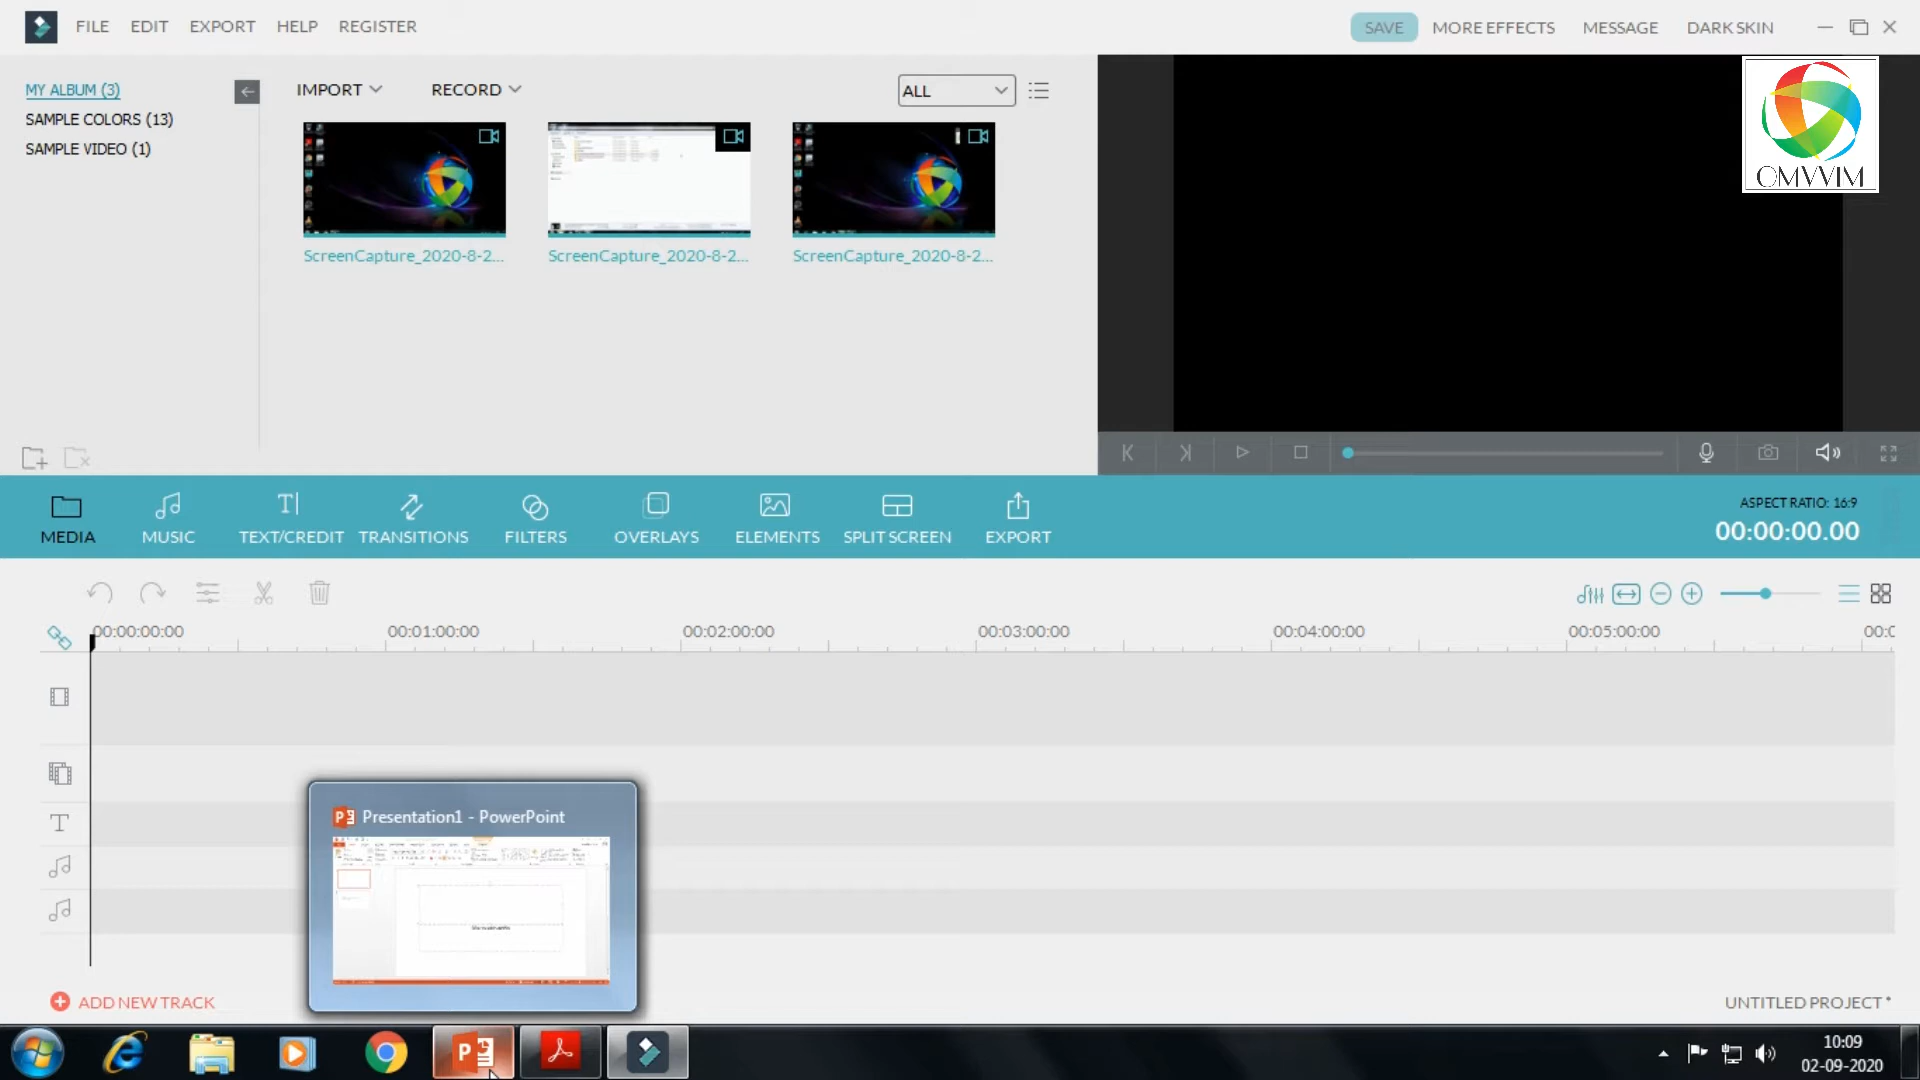 FILE EDIT EXPORT HELP REGISTER
SAVE MORE EFFECTS MESSAGE DARK SKIN
MY ALBUM (3)
SAMPLE COLORS (13)
SAMPLE VIDEO (1)
IMPORT RECORD ALL
ScreenCapture_2020-8-2... ScreenCapture_2020-8-2... ScreenCapture_2020-8-2...
OMVVIM
MEDIA MUSIC TEXT/CREDIT TRANSITIONS FILTERS OVERLAYS ELEMENTS SPLIT SCREEN EXPORT
ASPECT RATIO: 16:9
00:00:00.00
00:00:00:00 00:01:00:00 00:02:00:00 00:03:00:00 00:04:00:00 00:05:00:00 00:0
Presentation1 - PowerPoint
ADD NEW TRACK
UNTITLED PROJECT *
10:09
02-09-2020